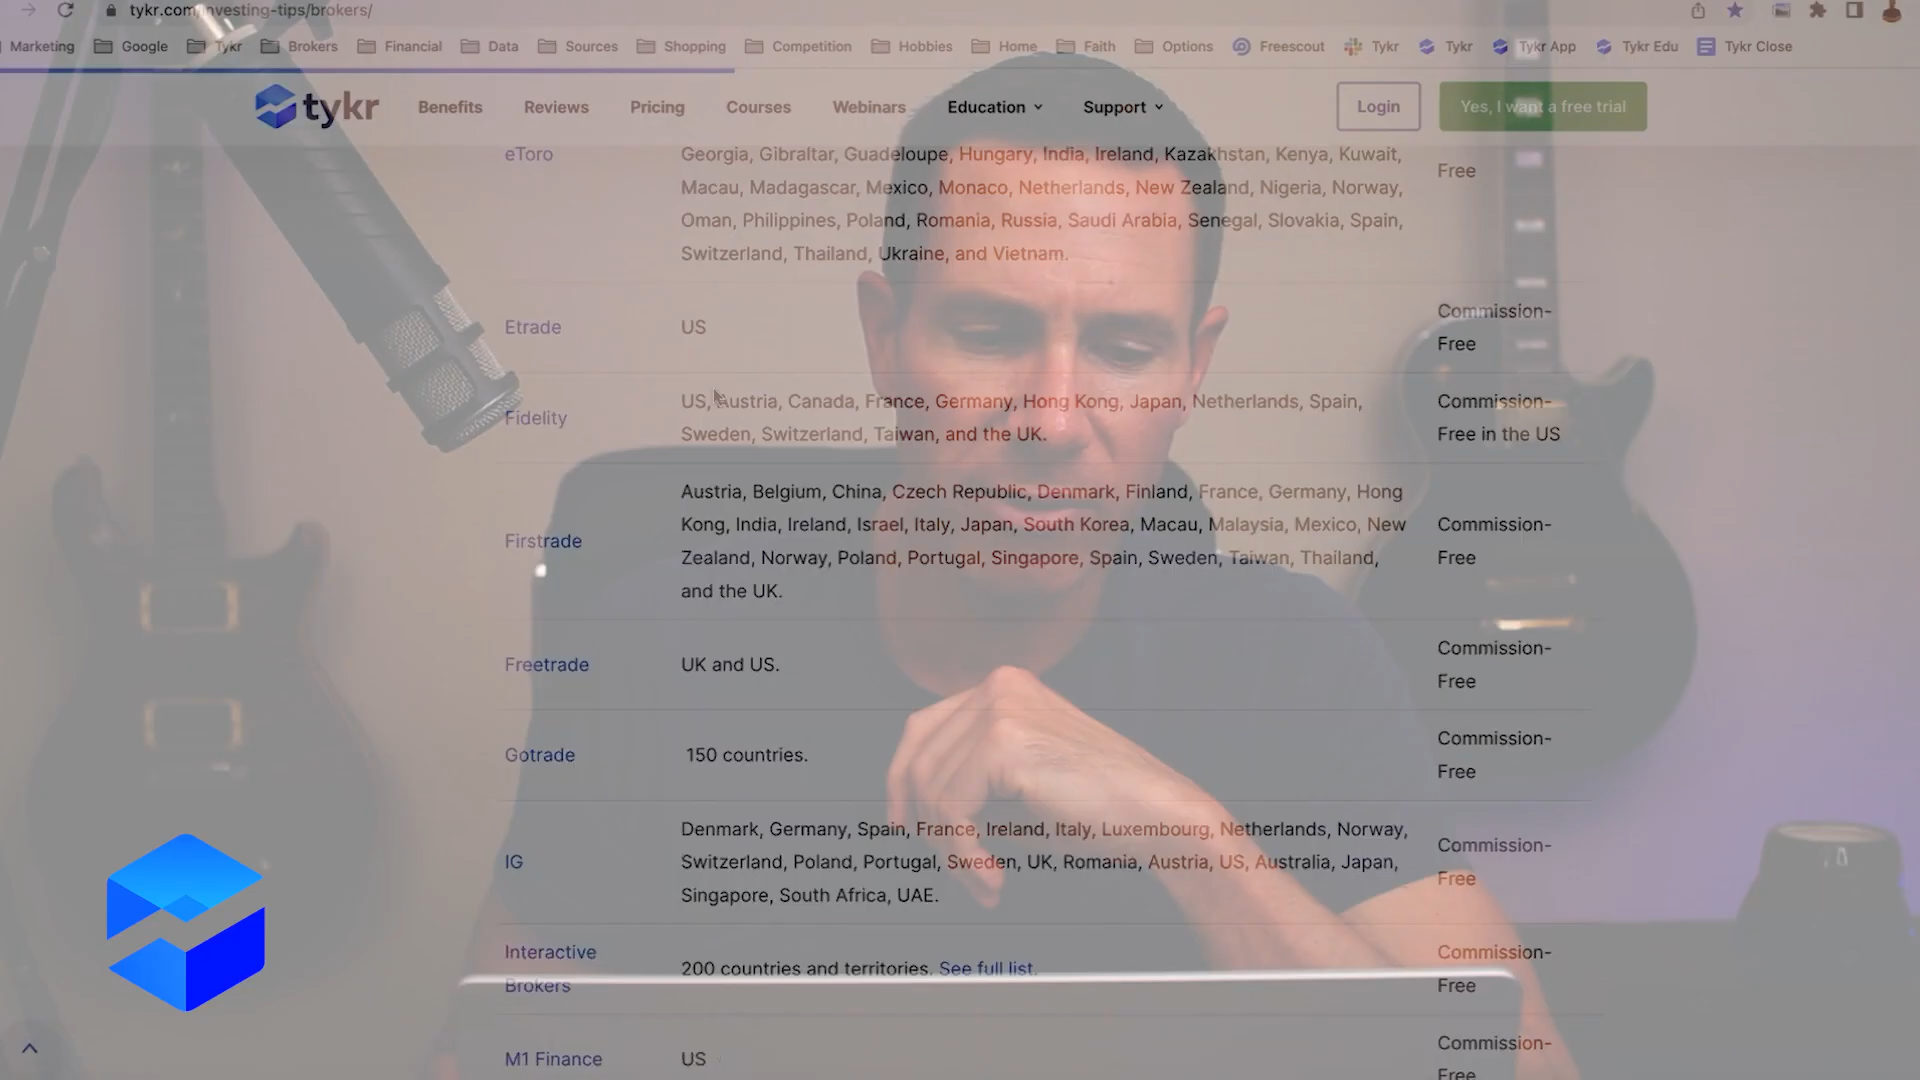 tykr.com/investing-tips/brokers/
Marketing Google Tykr Brokers Financial Data Sources Shopping Competition Hobbies Home Faith Options Freescout Tykr Tykr Tykr App Tykr Edu Tykr Close
tykr Benefits Reviews Pricing Courses Webinars Education Support Login Yes, I want a free trial
eToro
Georgia, Gibraltar, Guadeloupe, Hungary, India, Ireland, Kazakhstan, Kenya, Kuwait,
Macau, Madagascar, Mexico, Monaco, Netherlands, New Zealand, Nigeria, Norway,
Oman, Philippines, Poland, Romania, Russia, Saudi Arabia, Senegal, Slovakia, Spain,
Switzerland, Thailand, Ukraine, and Vietnam.
Free
Etrade
US
Commission-
Free
Fidelity
US, Austria, Canada, France, Germany, Hong Kong, Japan, Netherlands, Spain,
Sweden, Switzerland, Taiwan, and the UK.
Commission-
Free in the US
Firstrade
Austria, Belgium, China, Czech Republic, Denmark, Finland, France, Germany, Hong
Kong, India, Ireland, Israel, Italy, Japan, South Korea, Macau, Malaysia, Mexico, New
Zealand, Norway, Poland, Portugal, Singapore, Spain, Sweden, Taiwan, Thailand,
and the UK.
Commission-
Free
Freetrade
UK and US.
Commission-
Free
Gotrade
150 countries.
Commission-
Free
IG
Denmark, Germany, Spain, France, Ireland, Italy, Luxembourg, Netherlands, Norway,
Switzerland, Poland, Portugal, Sweden, UK, Romania, Austria, US, Australia, Japan,
Singapore, South Africa, UAE.
Commission-
Free
Interactive
Brokers
200 countries and territories. See full list.
Commission-
Free
M1 Finance
US
Commission-
Free